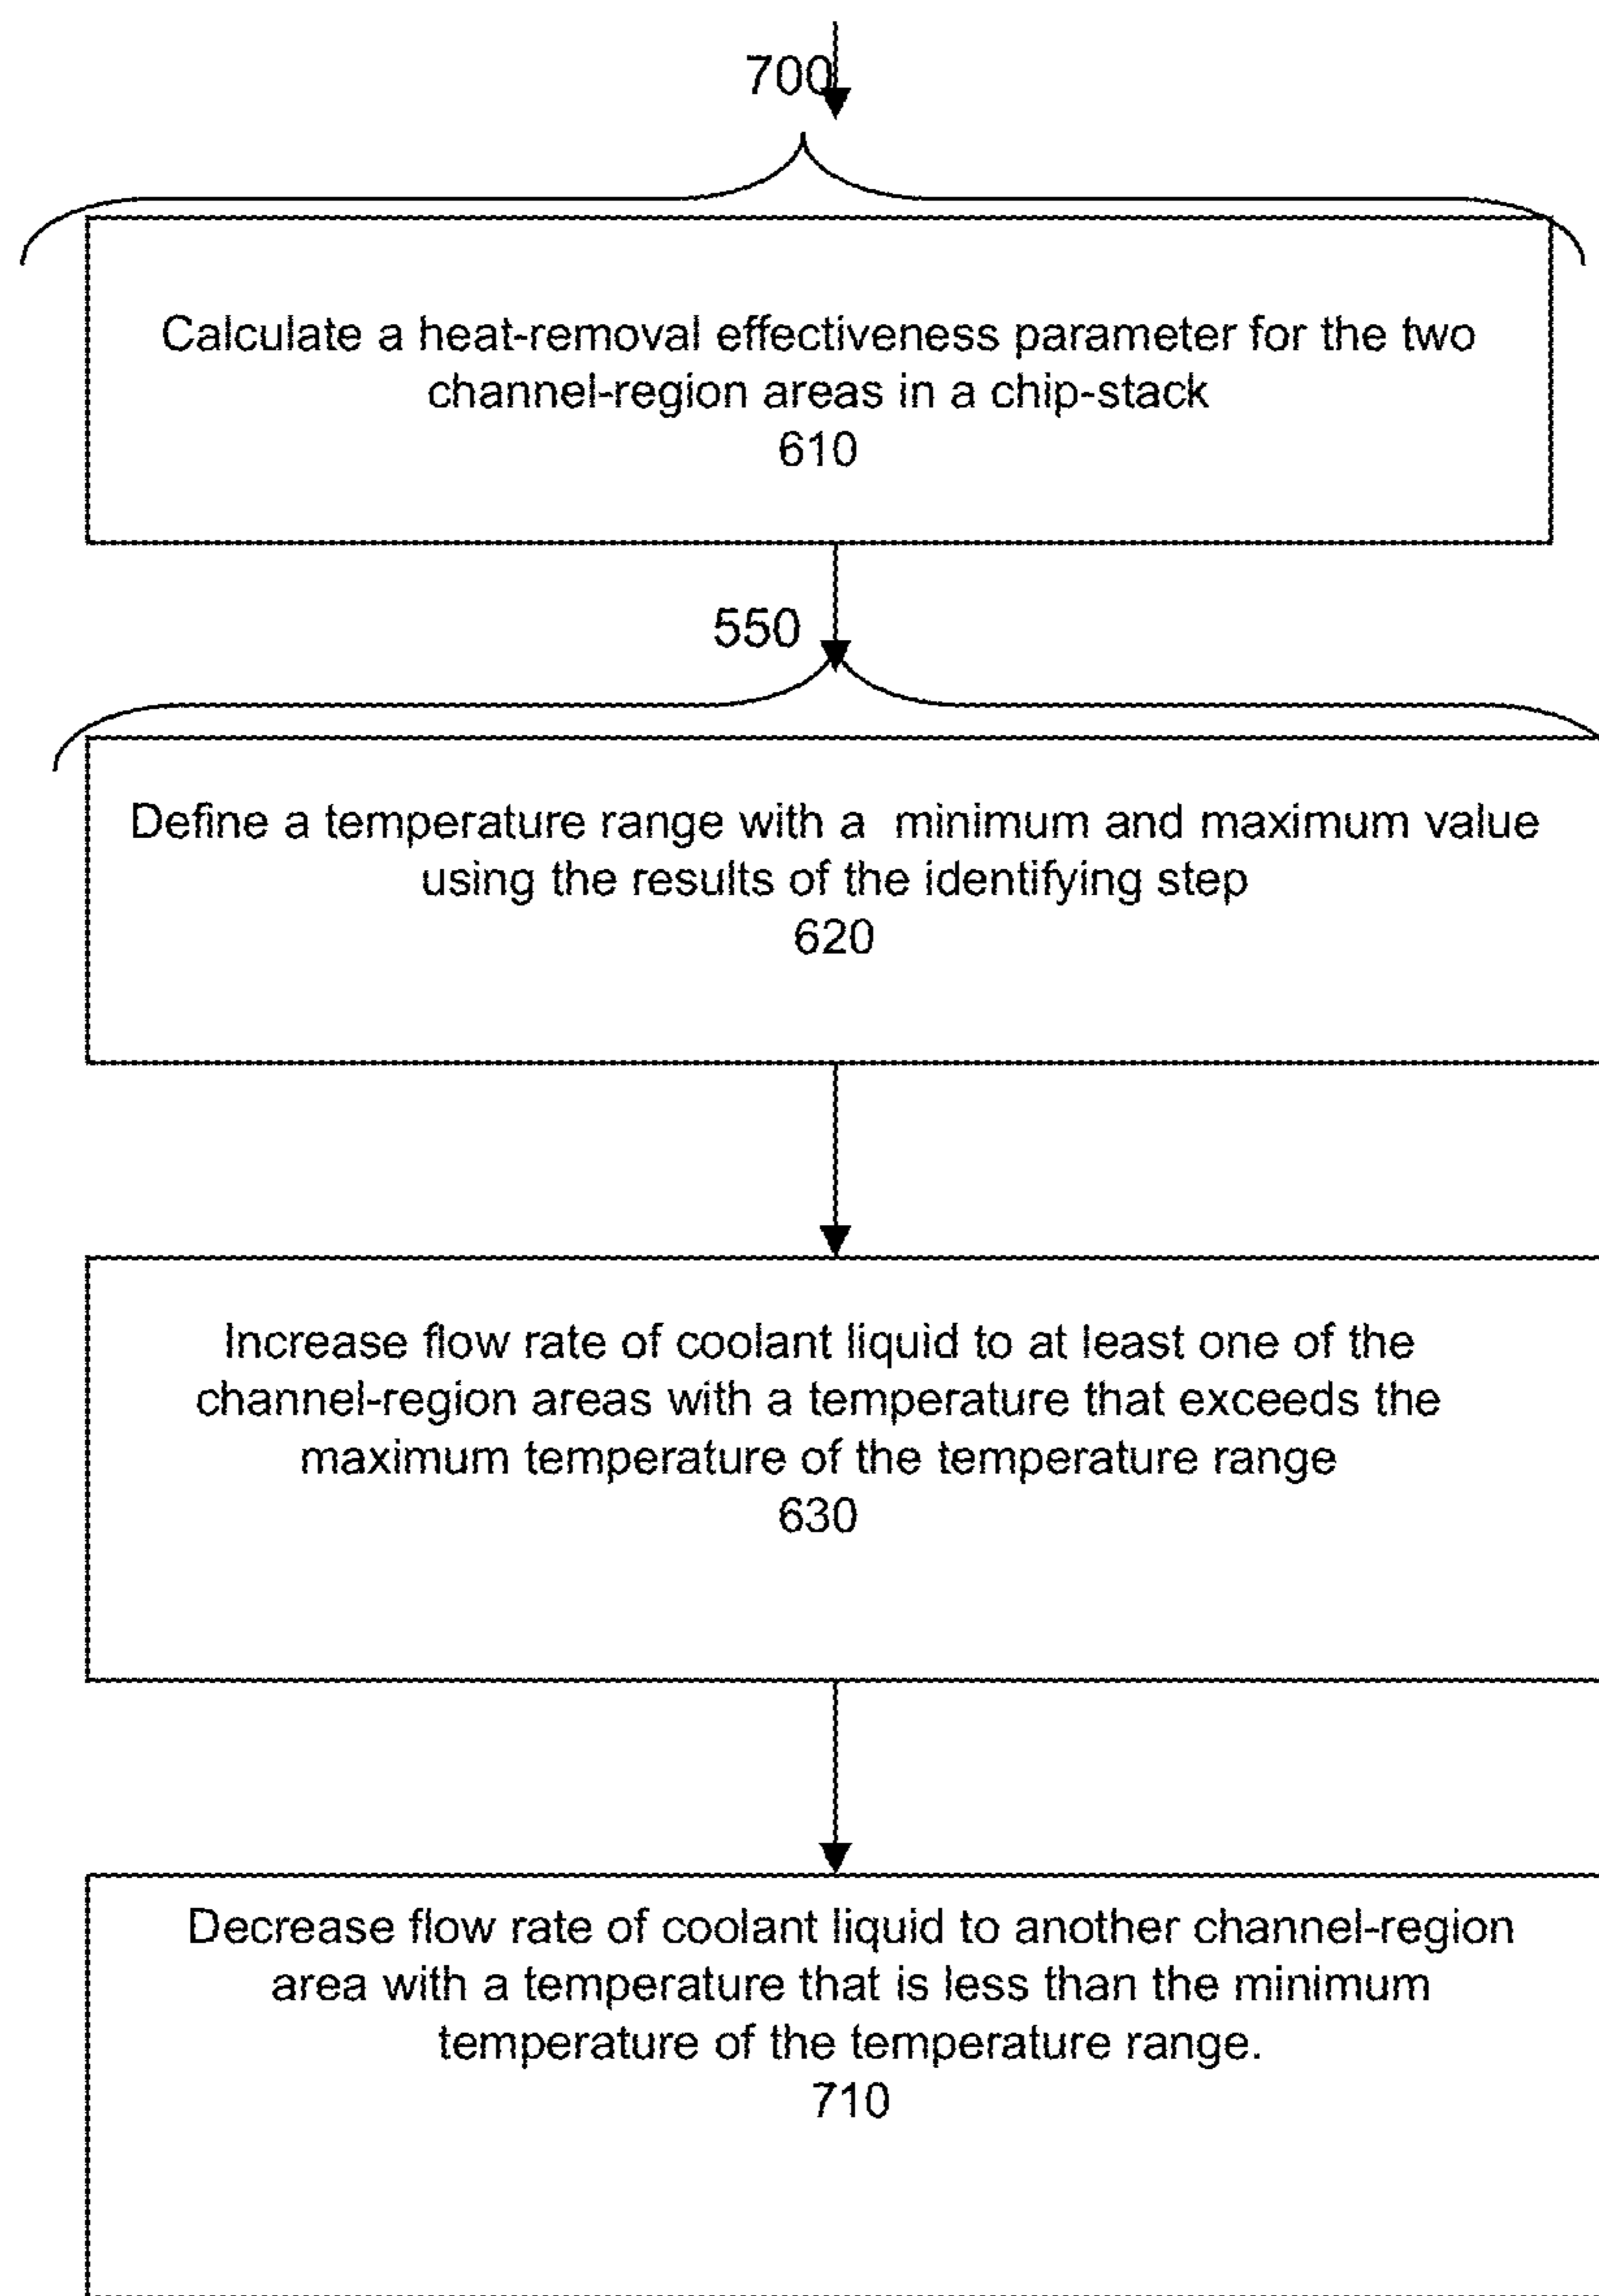 700
Calculate a heat-removal effectiveness parameter for the two
channel-region areas in a chip-stack
610
550
Define a temperature range with a minimum and maximum value
using the results of the identifying step
620
Increase flow rate of coolant liquid to at least one of the
channel-region areas with a temperature that exceeds the
maximum temperature of the temperature range
630
Decrease flow rate of coolant liquid to another channel-region
area with a temperature that is less than the minimum
temperature of the temperature range.
710